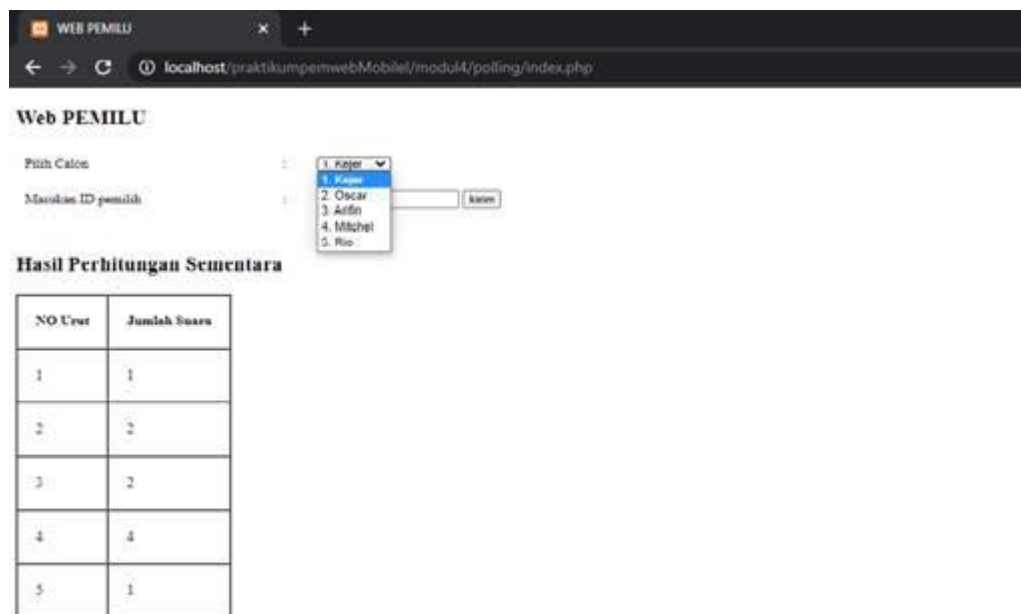 WEB PEMILU
localhost/praktikumpemwebMobilel/modul4/polling/index.php
Web PEMILU
Pilih Calon : 1. Kejer
1. Kejer
2. Oscar
3. Arifin
4. Mitchel
5. Rio
Masukan ID pemilih : kirim
Hasil Perhitungan Sementara
NO Urut Jumlah Suara
1 1
2 2
3 2
4 4
5 1